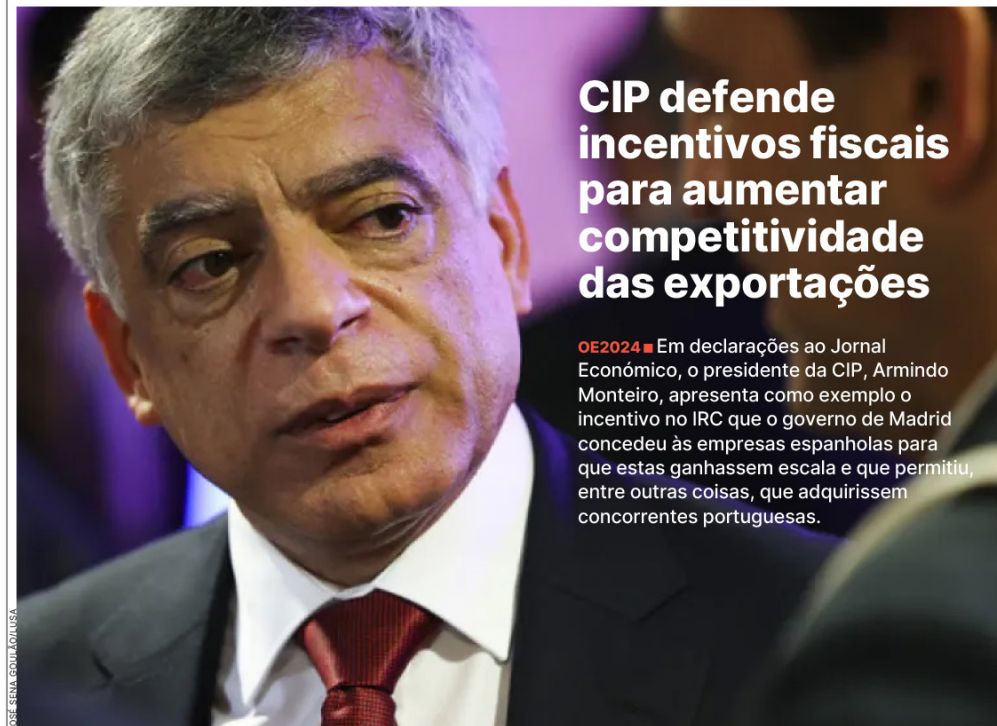 CIP defende
incentivos fiscais
para aumentar
competitividade
das exportações
OE2024 ■ Em declarações ao Jornal
Económico, o presidente da CIP, Armindo
Monteiro, apresenta como exemplo o
incentivo no IRC que o governo de Madrid
concedeu às empresas espanholas para
que estas ganhassem escala e que permitiu,
entre outras coisas, que adquirissem
concorrentes portuguesas.
OSÉ SENA GOULÃO/LUSA